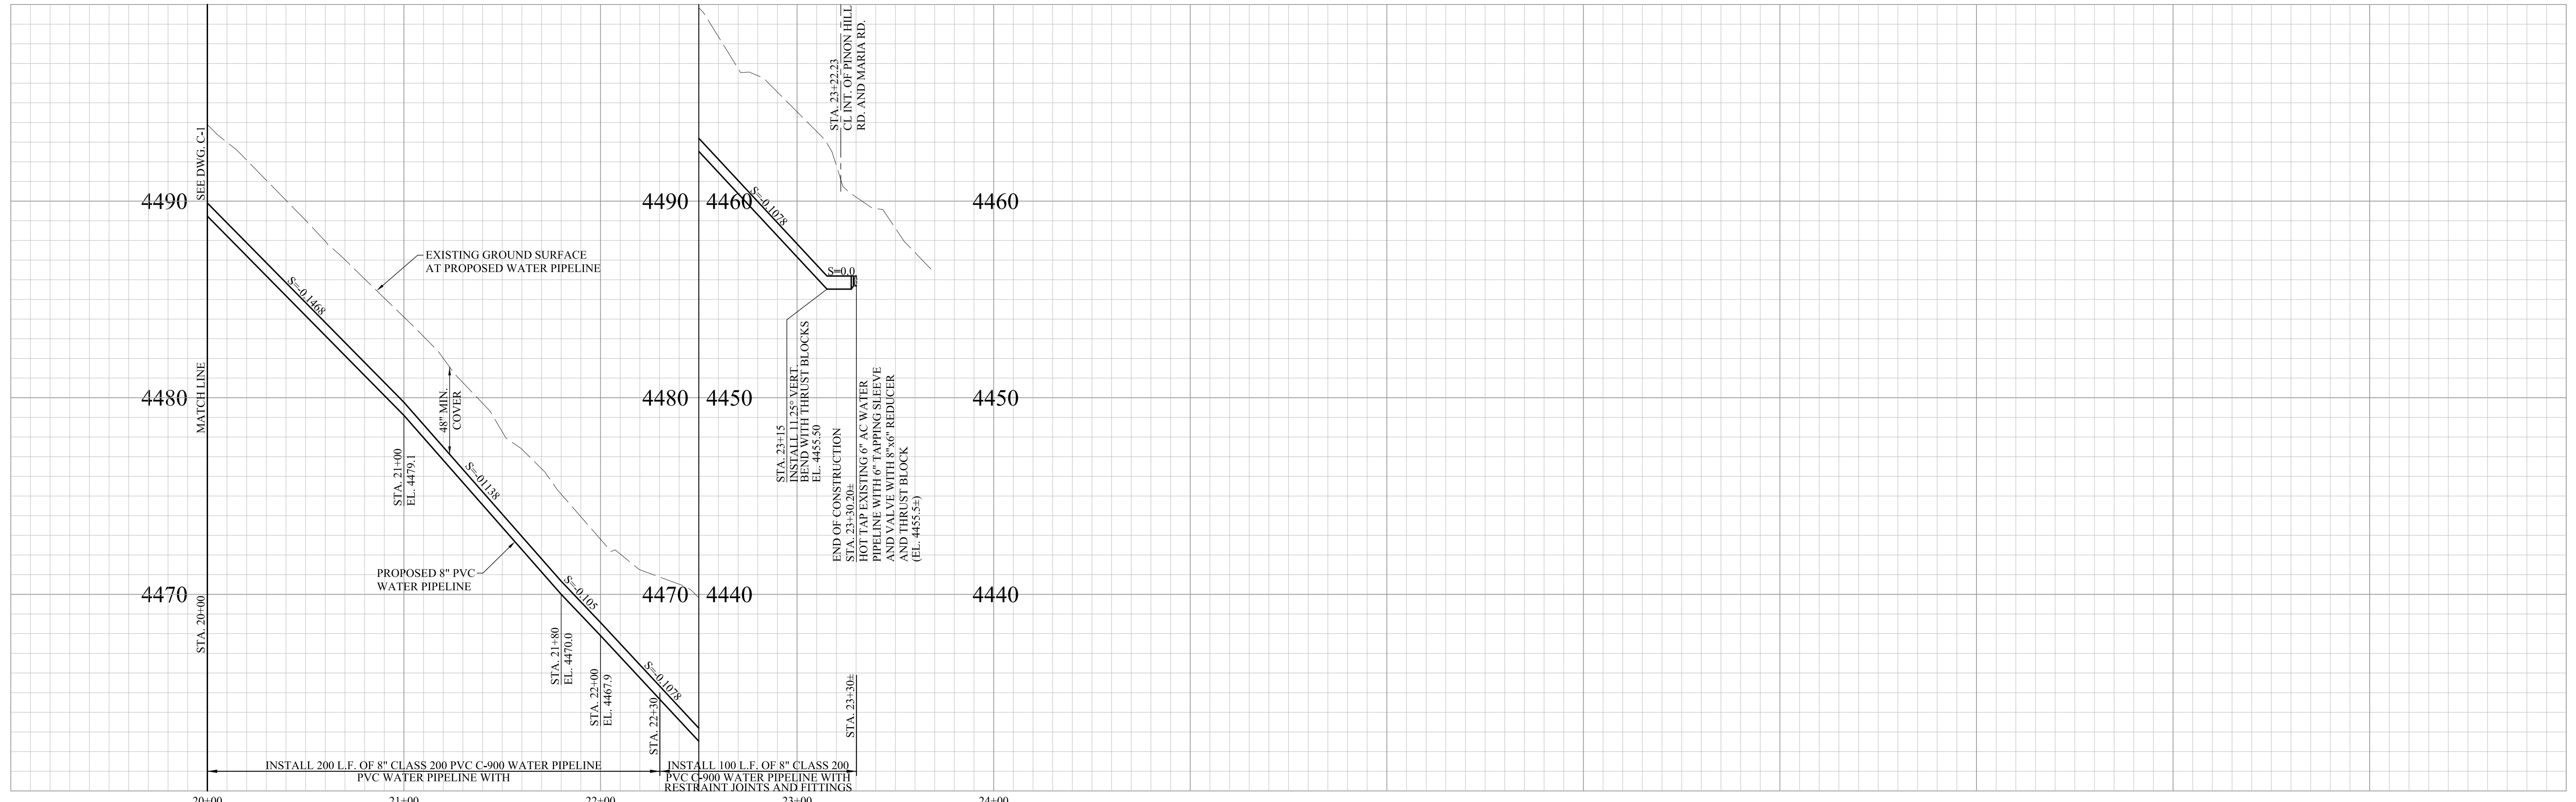 SEE DWG. C-1
MATCH LINE
STA. 20+00
4490
4480
4470
EXISTING GROUND SURFACE
AT PROPOSED WATER PIPELINE
S=-0.1468
48" MIN.
COVER
STA. 21+00
EL. 4479.1
S=-01138
PROPOSED 8" PVC
WATER PIPELINE
S=-0.105
STA. 21+80
EL. 4470.0
STA. 22+00
EL. 4467.9
STA. 22+30
S=-0.1078
4490
4480
4470
4460
4450
4440
S=-0.1078
STA. 23+22.23
CL INT. OF PINON HILL
RD. AND MARIA RD.
S=0.0
STA. 23+15
INSTALL 11.25° VERT.
BEND WITH THRUST BLOCKS
EL. 4455.50
END OF CONSTRUCTION
STA. 23+30.20±
HOT TAP EXISTING 6" AC WATER
PIPELINE WITH 6" TAPPING SLEEVE
AND VALVE WITH 8"x6" REDUCER
AND THRUST BLOCK
(EL. 4455.5±)
STA. 23+30±
4460
4450
4440
INSTALL 200 L.F. OF 8" CLASS 200 PVC C-900 WATER PIPELINE
PVC WATER PIPELINE WITH
INSTALL 100 L.F. OF 8" CLASS 200
PVC C-900 WATER PIPELINE WITH
RESTRAINT JOINTS AND FITTINGS
20+00
21+00
22+00
23+00
24+00